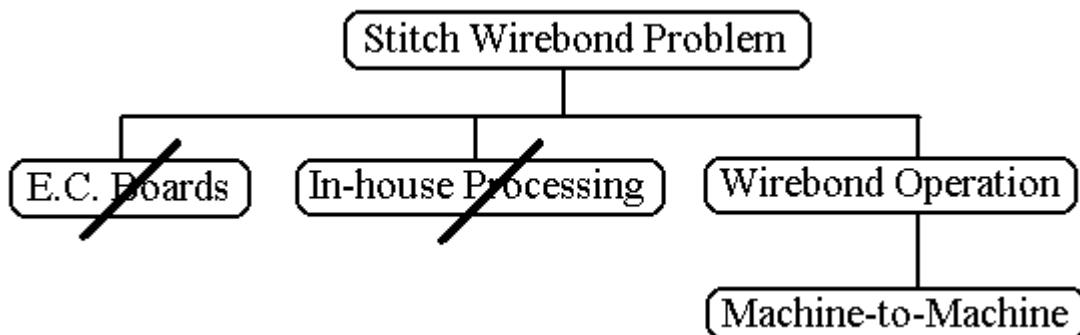 Stitch Wirebond Problem
E.C. Boards
In-house Processing
Wirebond Operation
Machine-to-Machine